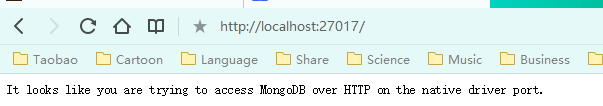 http://localhost:27017/
Taobao Cartoon Language Share Science Music Business
It looks like you are trying to access MongoDB over HTTP on the native driver port.